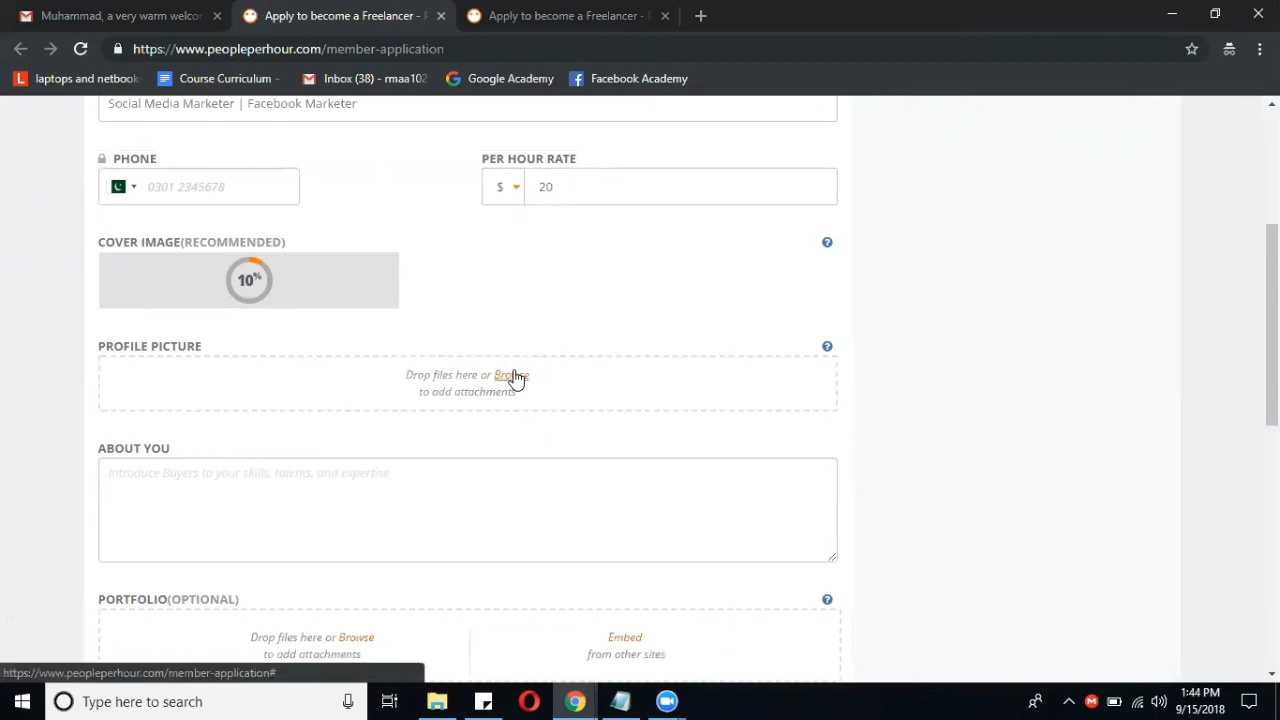 Muhammad, a very warm welcor
Apply to become a Freelancer - P
Apply to become a Freelancer - P
https://www.peopleperhour.com/member-application
laptops and netbook
Course Curriculum -
Inbox (38) - rmaa102
Google Academy
Facebook Academy
Social Media Marketer | Facebook Marketer
PHONE
PER HOUR RATE
0301 2345678
$
20
COVER IMAGE(RECOMMENDED)
10%
PROFILE PICTURE
Drop files here or Browse
to add attachments
ABOUT YOU
Introduce Buyers to your skills, talents, and expertise
PORTFOLIO(OPTIONAL)
Drop files here or Browse
to add attachments
Embed
from other sites
https://www.peopleperhour.com/member-application#
Type here to search
1:44 PM
9/15/2018